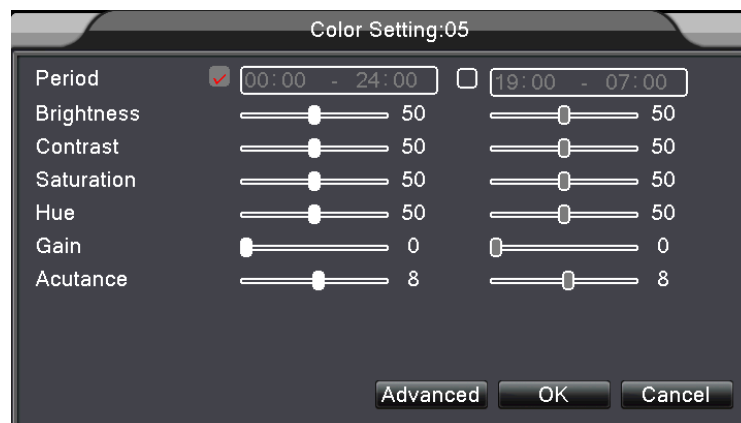 Color Setting:05
Period 00:00 - 24:00 19:00 - 07:00
Brightness 50 50
Contrast 50 50
Saturation 50 50
Hue 50 50
Gain 0 0
Acutance 8 8
Advanced OK Cancel